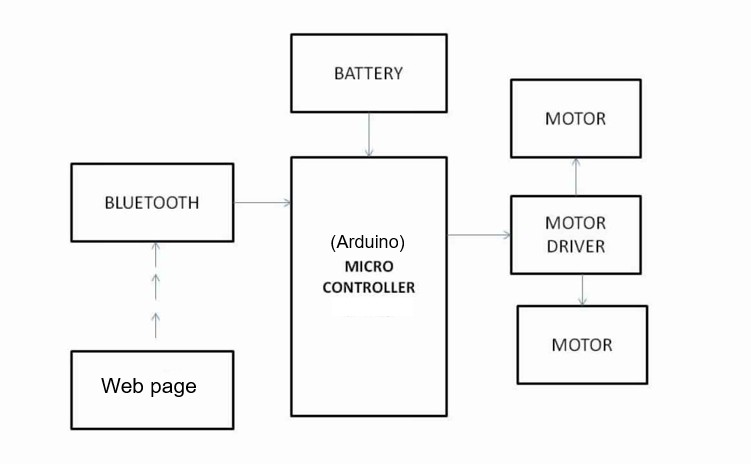 BATTERY
MOTOR
BLUETOOTH
(Arduino)
MICRO
CONTROLLER
MOTOR
DRIVER
MOTOR
Web page